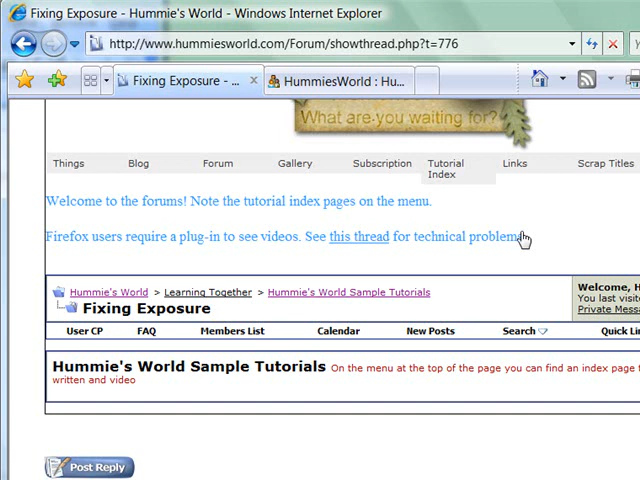 Fixing Exposure - Hummie's World - Windows Internet Explorer
http://www.hummiesworld.com/Forum/showthread.php?t=776
Fixing Exposure - ...
HummiesWorld : Hu...
What are you waiting for?
Things Blog Forum Gallery Subscription Tutorial Index Links Scrap Titles
Welcome to the forums! Note the tutorial index pages on the menu.
Firefox users require a plug-in to see videos. See this thread for technical problems
Hummie's World > Learning Together > Hummie's World Sample Tutorials
Fixing Exposure
Welcome, H
You last visite
Private Messa
User CP FAQ Members List Calendar New Posts Search Quick Li
Hummie's World Sample Tutorials On the menu at the top of the page you can find an index page f
written and video
Post Reply